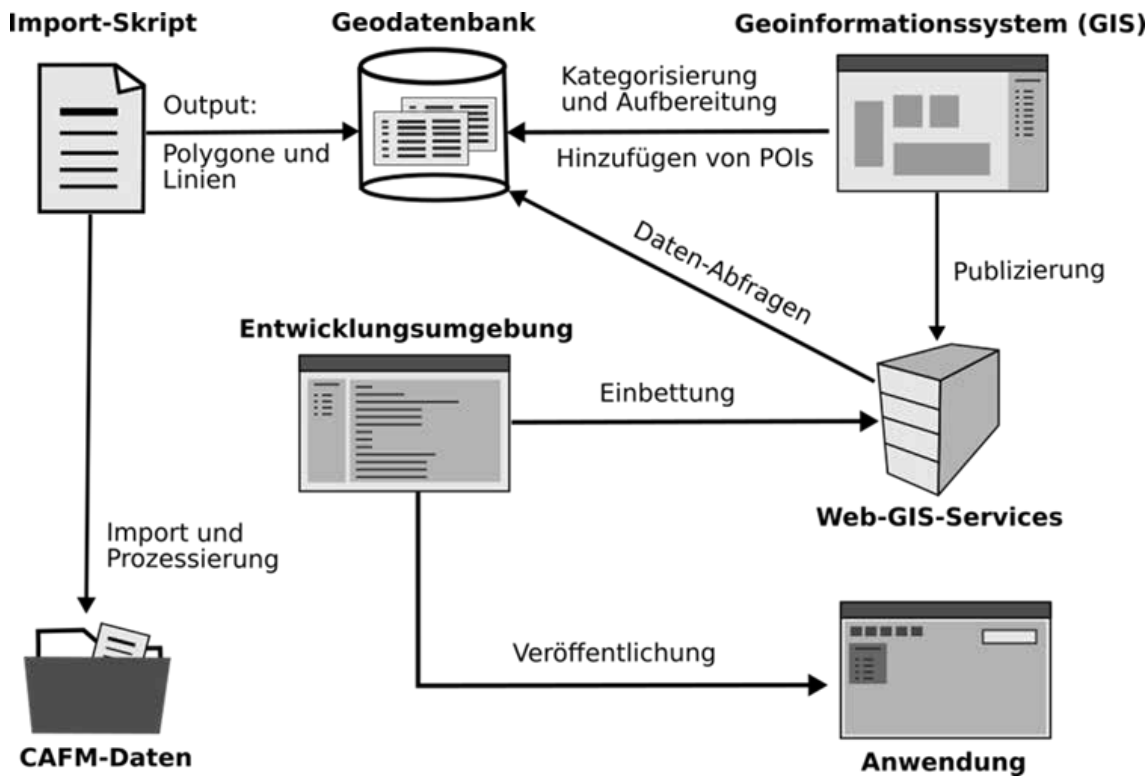 Import-Skript
Geodatenbank
Geoinformationssystem (GIS)
Output:
Polygone und
Linien
Kategorisierung
und Aufbereitung
Hinzufügen von POIs
Daten-Abfragen
Publizierung
Entwicklungsumgebung
Einbettung
Web-GIS-Services
Import und
Prozessierung
Veröffentlichung
CAFM-Daten
Anwendung